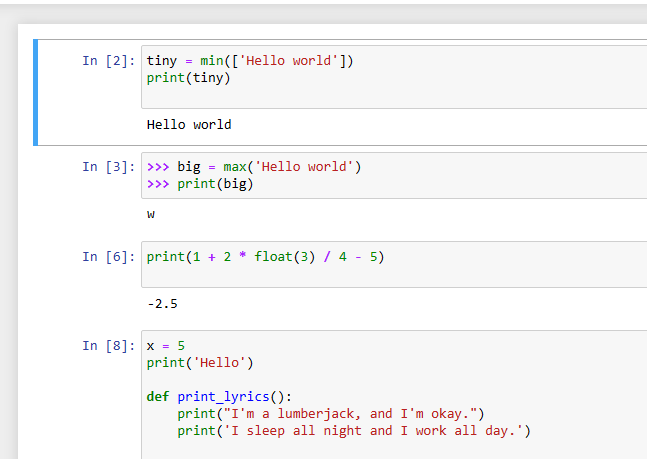 In [2]: tiny = min(['Hello world'])
print(tiny)
Hello world
In [3]: >>> big = max('Hello world')
>>> print(big)
w
In [6]: print(1 + 2 * float(3) / 4 - 5)
-2.5
In [8]: x = 5
print('Hello')
def print_lyrics():
    print("I'm a lumberjack, and I'm okay.")
    print('I sleep all night and I work all day.')